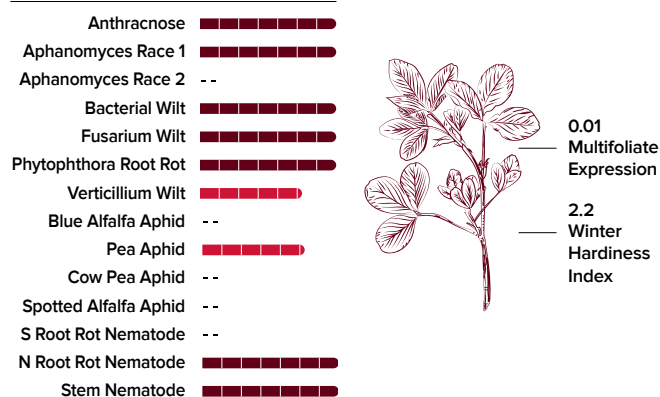 Anthracnose
Aphanomyces Race 1
Aphanomyces Race 2 --
Bacterial Wilt
Fusarium Wilt
Phytophthora Root Rot
Verticillium Wilt
Blue Alfalfa Aphid --
Pea Aphid
Cow Pea Aphid --
Spotted Alfalfa Aphid --
S Root Rot Nematode --
N Root Rot Nematode
Stem Nematode
0.01
Multifoliate
Expression
2.2
Winter
Hardiness
Index